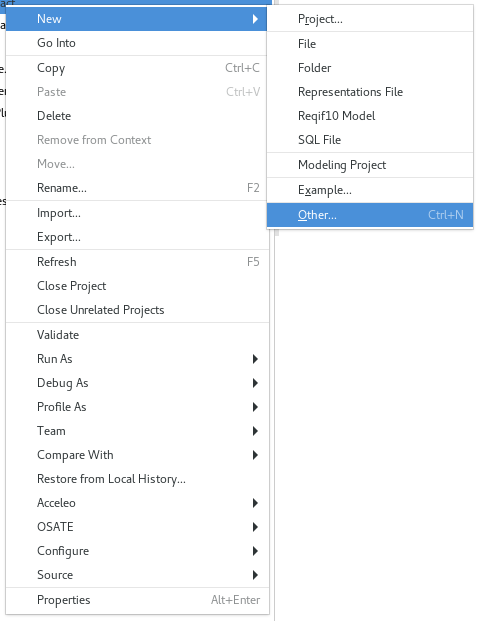 New
Go Into
Copy Ctrl+C
Paste Ctrl+V
Delete
Remove from Context
Move...
Rename... F2
Import...
Export...
Refresh F5
Close Project
Close Unrelated Projects
Validate
Run As
Debug As
Profile As
Team
Compare With
Restore from Local History...
Acceleo
OSATE
Configure
Source
Properties Alt+Enter
Project...
File
Folder
Representations File
Reqif10 Model
SQL File
Modeling Project
Example...
Other... Ctrl+N